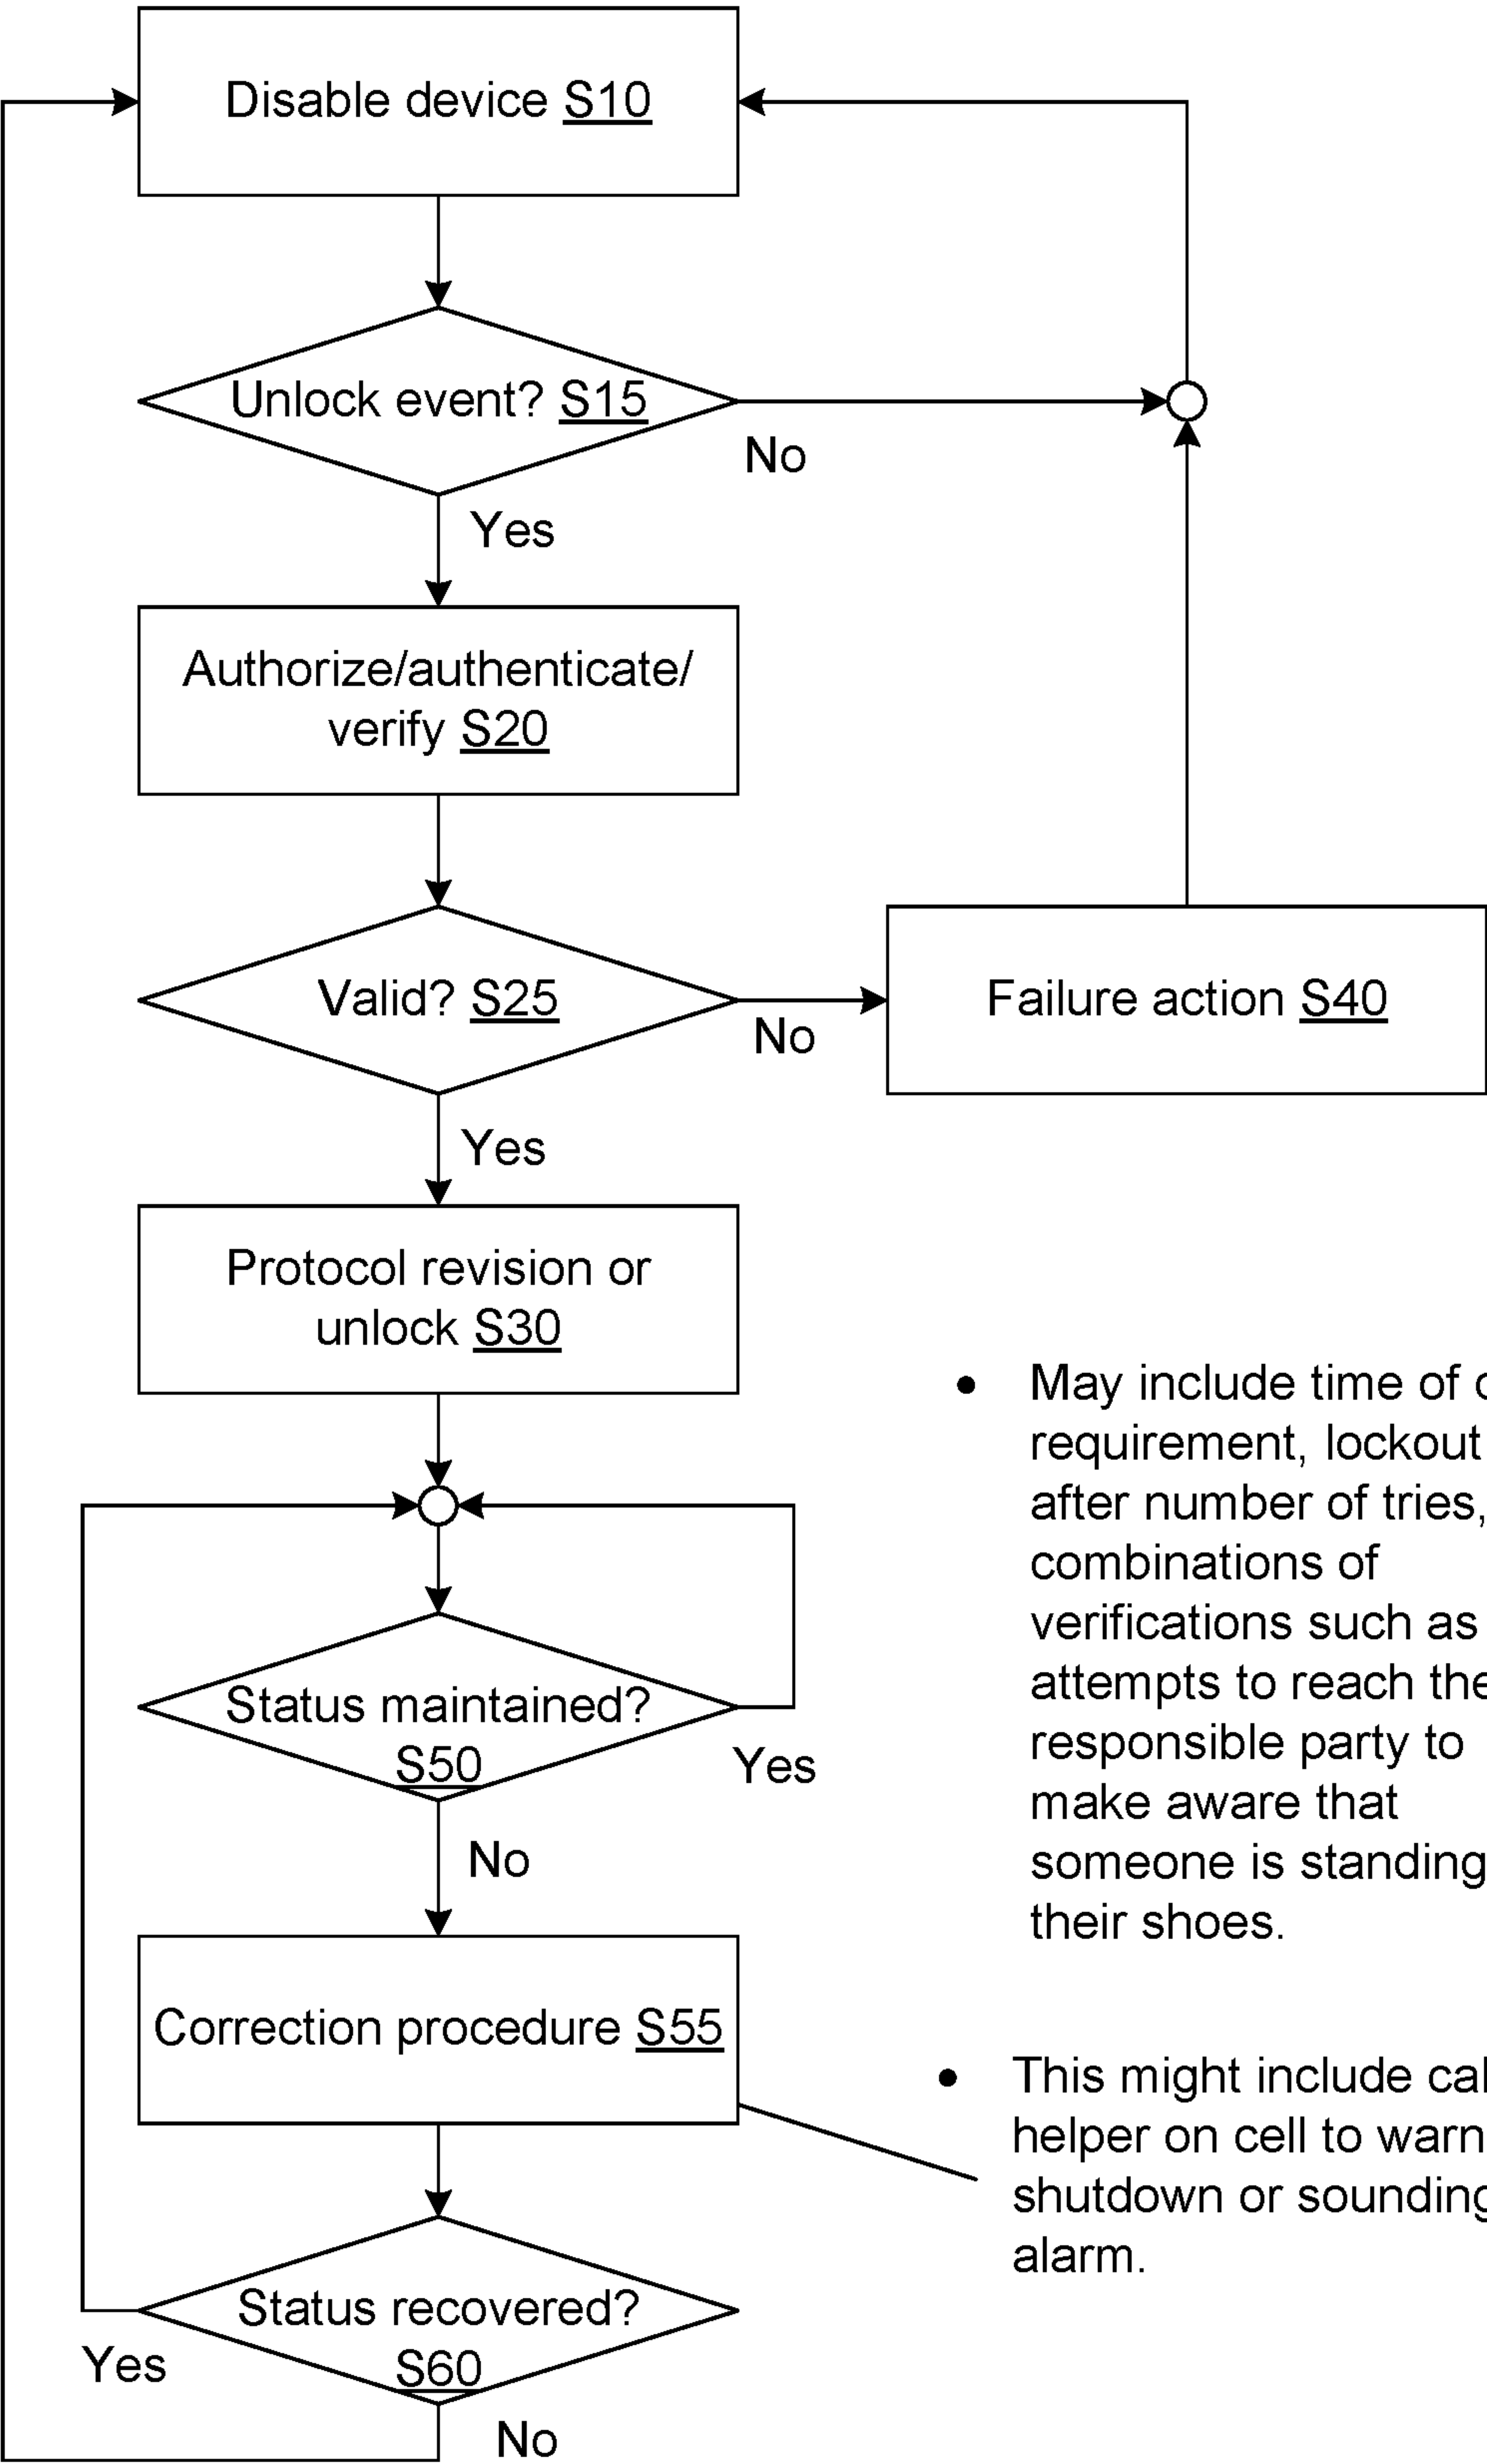 Disable device S10
Unlock event? S15
No
Yes
Authorize/authenticate/
verify S20
Valid? S25
No
Failure action S40
Yes
Protocol revision or
unlock S30
• May include time of
requirement, lockout
after number of tries,
combinations of
verifications such as
attempts to reach the
responsible party to
make aware that
someone is standing
their shoes.
Status maintained?
S50
Yes
No
Correction procedure S55
• This might include
helper on cell to warn
shutdown or sounding
alarm.
Status recovered?
S60
Yes
No